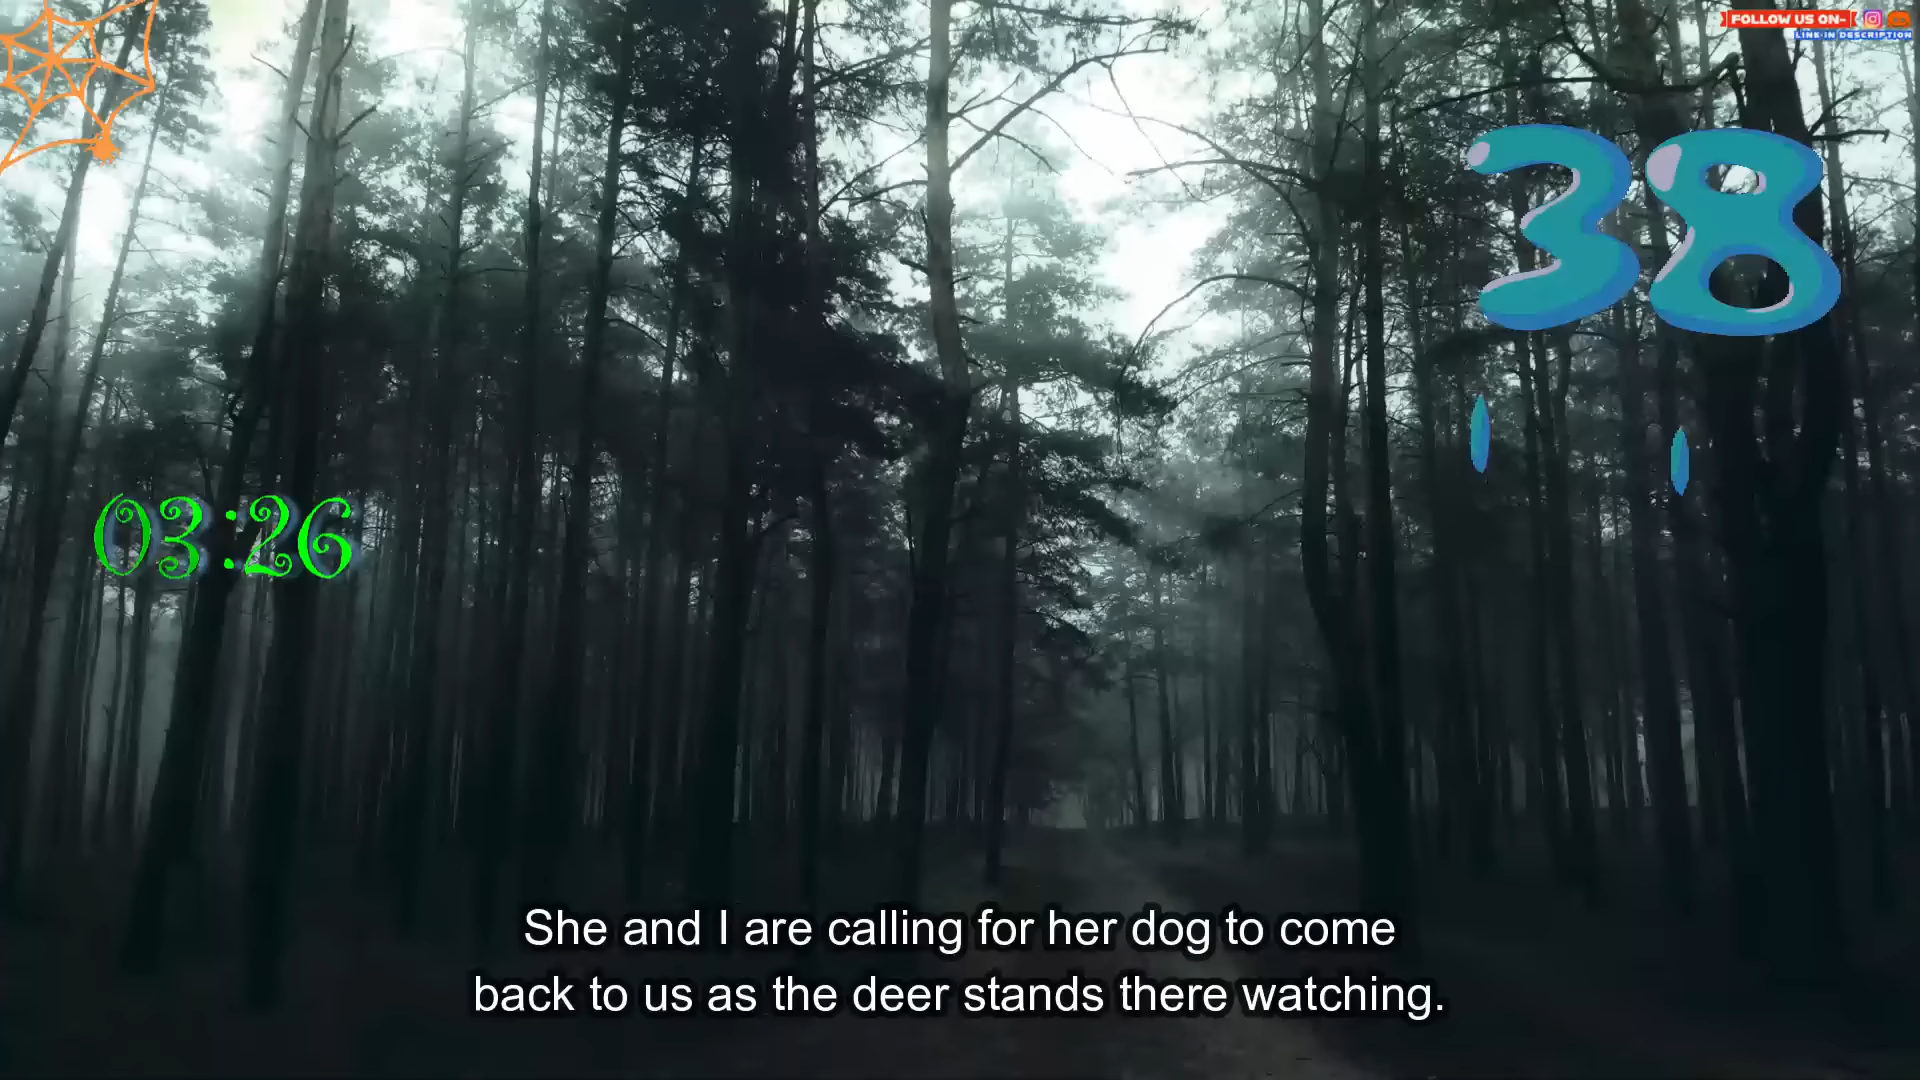 FOLLOW US ON-
LINK IN DESCRIPTION
38
03:26
She and I are calling for her dog to come
back to us as the deer stands there watching.